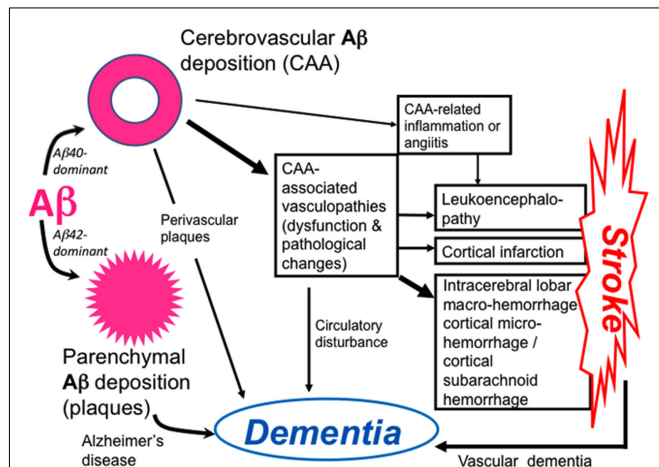 Cerebrovascular Aβ
deposition (CAA)
Aβ40-
dominant
Aβ
Aβ42-
dominant
Parenchymal
Aβ deposition
(plaques)
Alzheimer's
disease
Perivascular
plaques
CAA-related
inflammation or
angiitis
CAA-
associated
vasculopathies
(dysfunction &
pathological
changes)
Leukoencephalo-
pathy
Cortical infarction
Intracerebral lobar
macro-hemorrhage
cortical micro-
hemorrhage /
cortical
subarachnoid
hemorrhage
Stroke
Circulatory
disturbance
Dementia
Vascular dementia